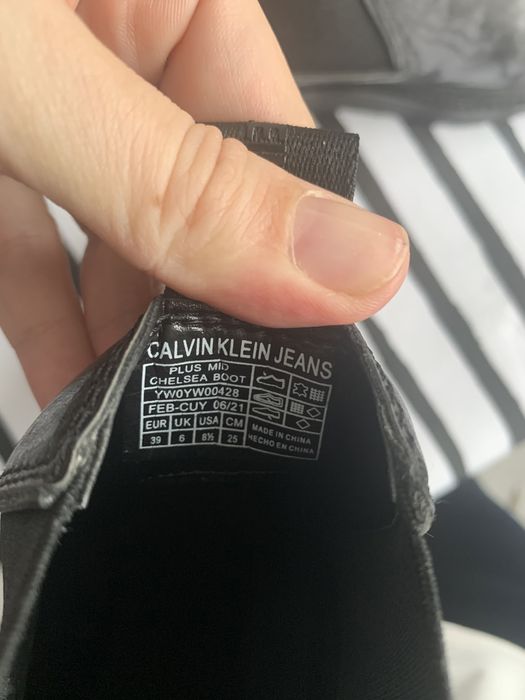 CALVIN KLEIN JEANS
PLUS MID
CHELSEA BOOT
YW0YW00428
FEB-CUY 06/21
EUR UK USA CM
39 6 8½ 25
MADE IN CHINA
HECHO EN CHINA